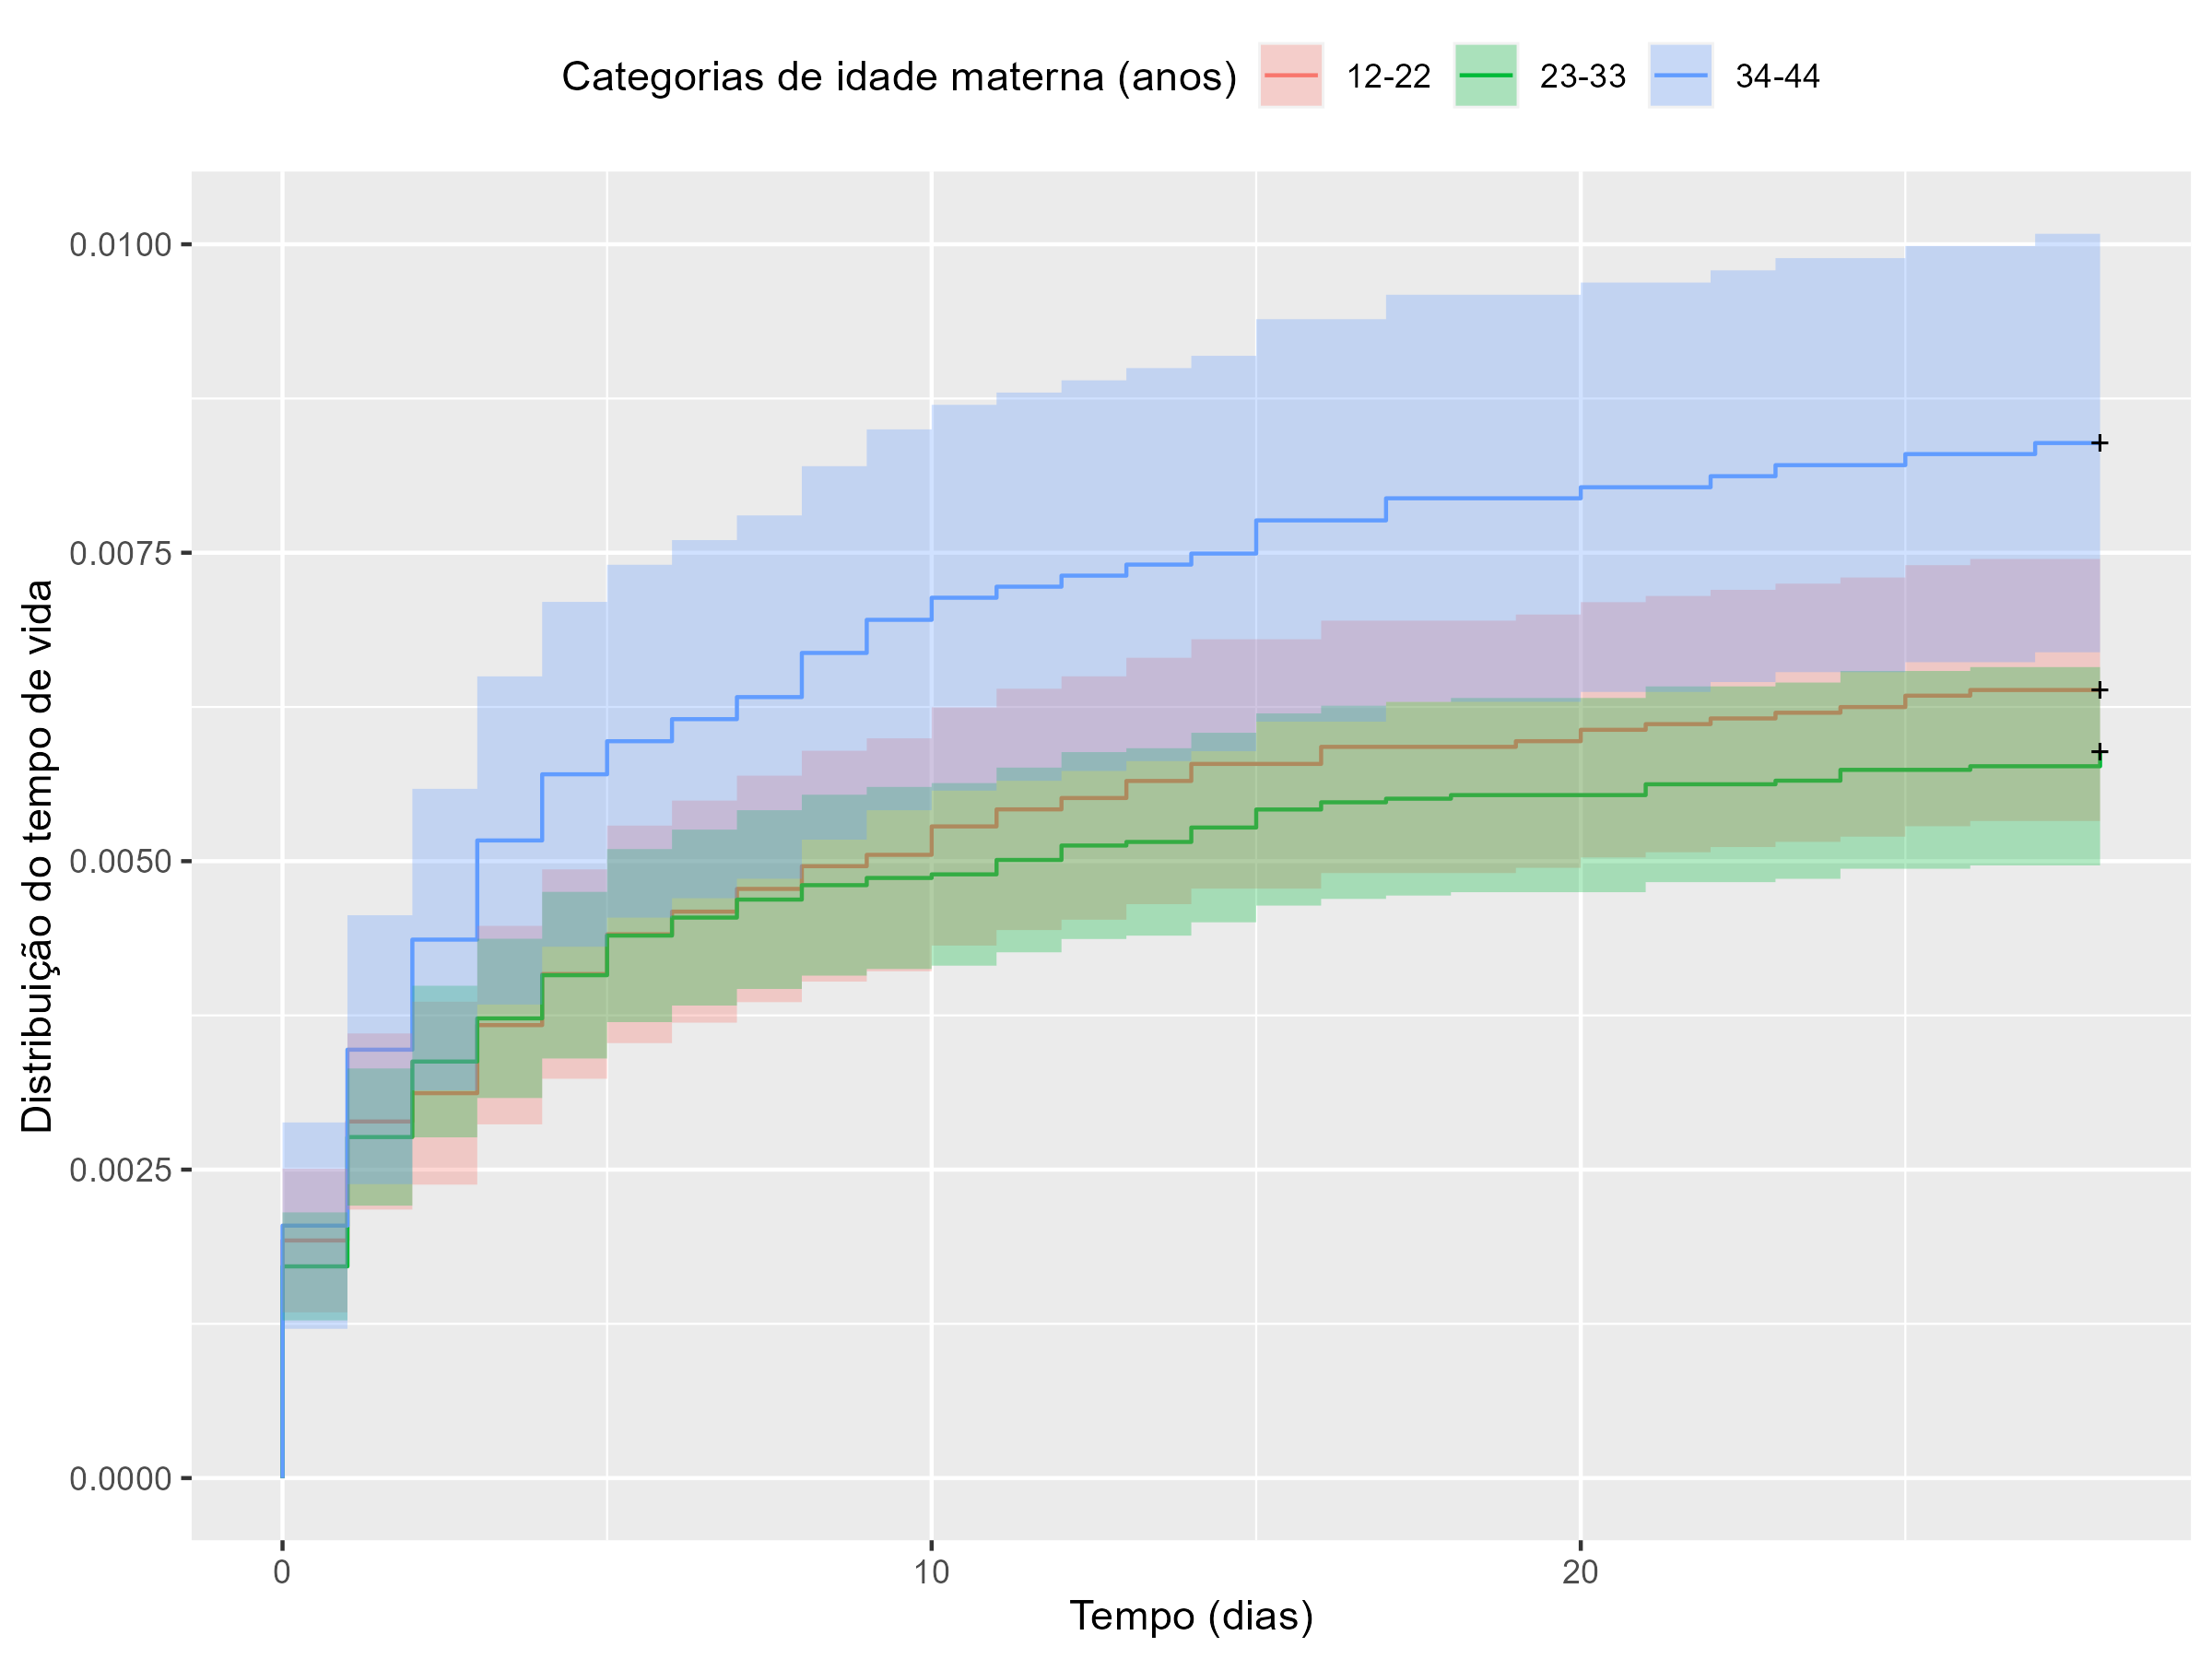 Categorias de idade materna (anos) 12-22 23-33 34-44
0.0100
0.0075
0.0050
0.0025
0.0000
Distribuição do tempo de vida
0 10 20
Tempo (dias)